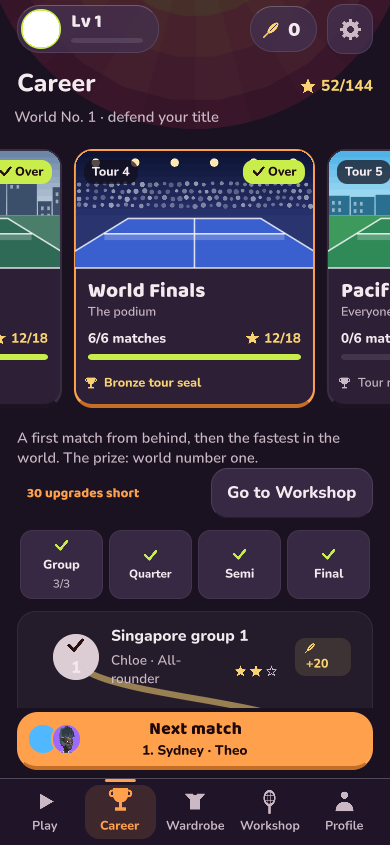 Lv 1
0
Career
52/144
World No. 1 · defend your title
Over
Tour 4
Over
Tour 5
World Finals
Pacif
The podium
Everyone
12/18
6/6 matches
12/18
0/6 mat
Bronze tour seal
Tour
A first match from behind, then the fastest in the
world. The prize: world number one.
30 upgrades short
Go to Workshop
Group
3/3
Quarter
Semi
Final
1
Singapore group 1
Chloe · All-
rounder
+20
Next match
1. Sydney · Theo
Play
Career
Wardrobe
Workshop
Profile